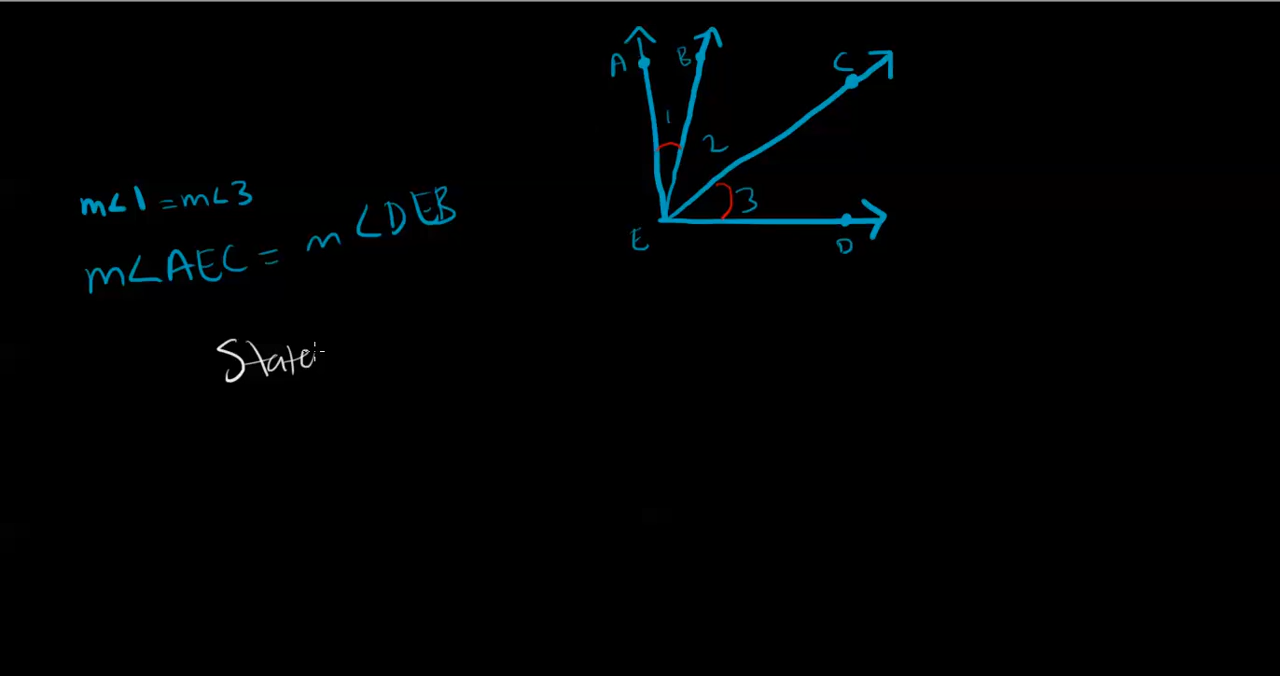 A
B
C
1
2
3
E
D
m∠1 = m∠3
m∠AEC = m∠DEB
State